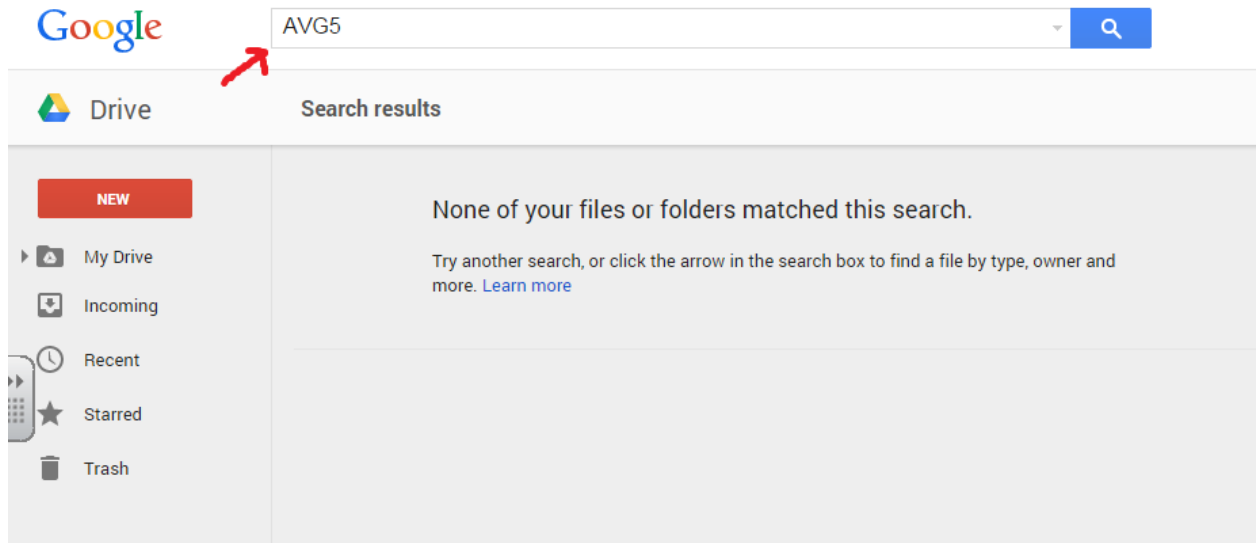 Google
AVG5
Drive
Search results
NEW
None of your files or folders matched this search.
My Drive
Try another search, or click the arrow in the search box to find a file by type, owner and
more. Learn more
Incoming
Recent
Starred
Trash